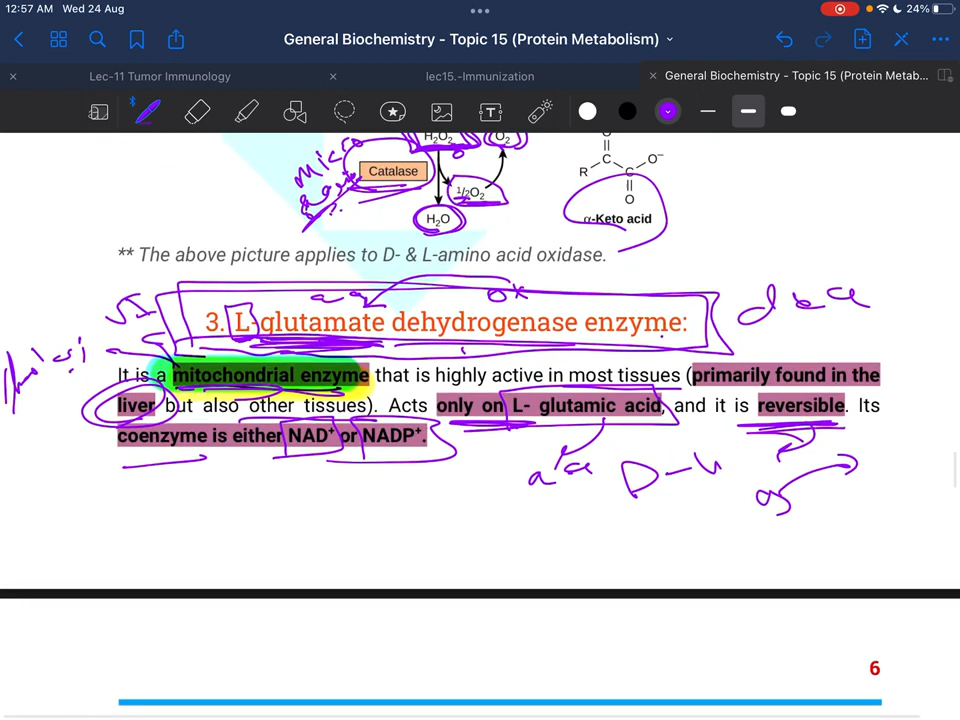 12:57 AM Wed 24 Aug
24%
General Biochemistry - Topic 15 (Protein Metabolism)
Lec-11 Tumor Immunology
lec15.-Immunization
General Biochemistry - Topic 15 (Protein Metab...
H₂O₂
O₂
Catalase
½O₂
H₂O
O
C
O⁻
R
C
O
α-Keto acid
** The above picture applies to D- & L-amino acid oxidase.
3. L-glutamate dehydrogenase enzyme:
It is a mitochondrial enzyme that is highly active in most tissues (primarily found in the
liver but also other tissues). Acts only on L- glutamic acid, and it is reversible. Its
coenzyme is either NAD⁺ or NADP⁺.
6